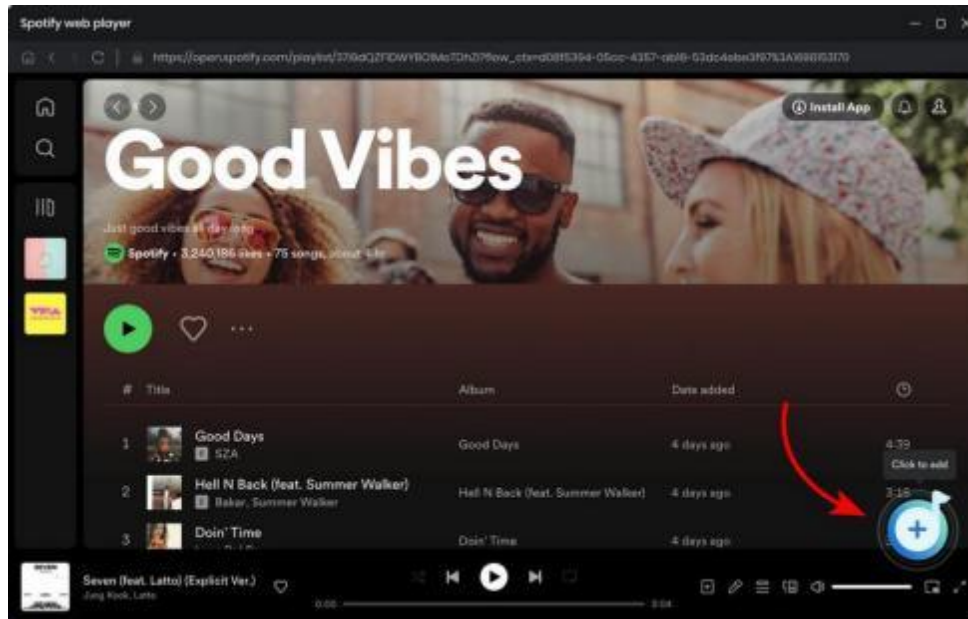 Spotify web player
Install App
Good Vibes
Just good vibes all day long
Spotify • 3,240,186 likes • 75 songs, about
# Title Album Date added
1 Good Days Good Days 4 days ago 4:39
E SZA
Click to add
2 Hell N Back (feat. Summer Walker) Hell N Back (feat. Summer Walker) 4 days ago 3:18
E Bakar, Summer Walker
3 Doin' Time Doin' Time 4 days ago
SEVEN
Seven (feat. Latto) (Explicit Ver.)
Jung Kook, Latto
0:00 3:04